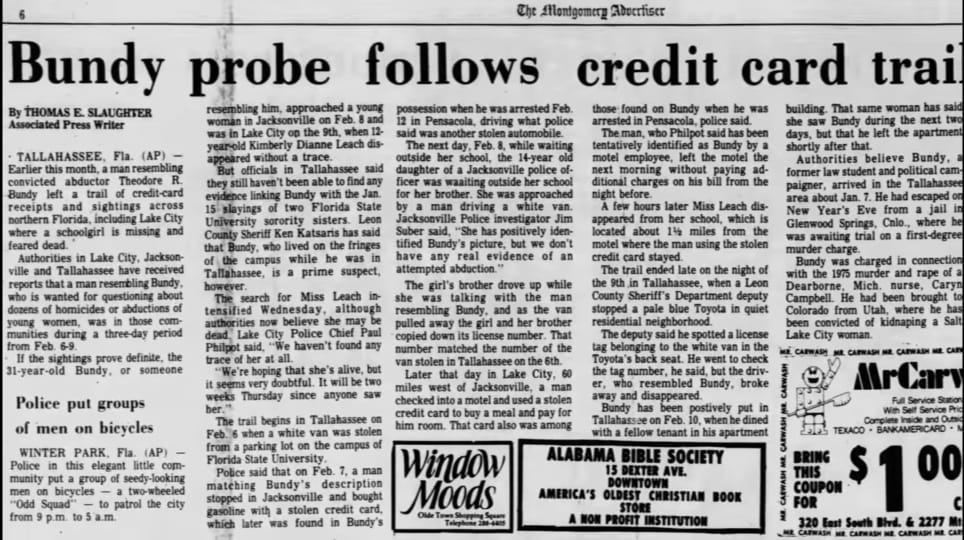 6
The Montgomery Advertiser
Bundy probe follows credit card trail
By THOMAS E. SLAUGHTER
Associated Press Writer
TALLAHASSEE, Fla. (AP) —
Earlier this month, a man resembling
convicted abductor Theodore R.
Bundy left a trail of credit-card
receipts and sightings across
northern Florida, including Lake City
where a schoolgirl is missing and
feared dead.
Authorities in Lake City, Jackson-
ville and Tallahassee have received
reports that a man resembling Bundy,
who is wanted for questioning about
dozens of homicides or abductions of
young women, was in those com-
munities during a three-day period
from Feb. 6-9.
If the sightings prove definite, the
31-year-old Bundy, or someone
resembling him, approached a young
woman in Jacksonville on Feb. 8 and
was in Lake City on the 9th, when 12-
year-old Kimberly Dianne Leach dis-
appeared without a trace.
But officials in Tallahassee said
they still haven't been able to find any
evidence linking Bundy with the Jan.
15 slayings of two Florida State
University sorority sisters. Leon
County Sheriff Ken Katsaris has said
that Bundy, who lived on the fringes
of the campus while he was in
Tallahassee, is a prime suspect,
however.
The search for Miss Leach in-
tensified Wednesday, although
authorities now believe she may be
dead. Lake City Police Chief Paul
Philpot said, "We haven't found any
trace of her at all.
"We're hoping that she's alive, but
it seems very doubtful. It will be two
weeks Thursday since anyone saw
her."
The trail begins in Tallahassee on
Feb. 6 when a white van was stolen
from a parking lot on the campus of
Florida State University.
Police said that on Feb. 7, a man
matching Bundy's description
stopped in Jacksonville and bought
gasoline with a stolen credit card,
which later was found in Bundy's
possession when he was arrested Feb.
12 in Pensacola, driving what police
said was another stolen automobile.
The next day, Feb. 8, while waiting
outside her school, the 14-year old
daughter of a Jacksonville police of-
ficer was waaiting outside her school
for her brother. She was approached
by a man driving a white van.
Jacksonville Police investigator Jim
Suber said, "She has positively iden-
tified Bundy's picture, but we don't
have any real evidence of an
attempted abduction."
The girl's brother drove up while
she was talking with the man
resembling Bundy, and as the van
pulled away the girl and her brother
copied down its license number. That
number matched the number of the
van stolen in Tallahassee on the 6th.
Later that day in Lake City, 60
miles west of Jacksonville, a man
checked into a motel and used a stolen
credit card to buy a meal and pay for
him room. That card also was among
those found on Bundy when he was
arrested in Pensacola, police said.
The man, who Philpot said has been
tentatively identified as Bundy by a
motel employee, left the motel the
next morning without paying ad-
ditional charges on his bill from the
night before.
A few hours later Miss Leach dis-
appeared from her school, which is
located about 1½ miles from the
motel where the man using the stolen
credit card stayed.
The trail ended late on the night of
the 9th in Tallahassee, when a Leon
County Sheriff's Department deputy
stopped a pale blue Toyota in quiet
residential neighborhood.
The deputy said he spotted a license
tag belonging to the white van in the
Toyota's back seat. He went to check
the tag number, he said, but the driv-
er, who resembled Bundy, broke
away and disappeared.
Bundy has been postively put in
Tallahassee on Feb. 10, when he dined
with a fellow tenant in his apartment
building. That same woman has said
she saw Bundy during the next two
days, but that he left the apartment
shortly after that.
Authorities believe Bundy, a
former law student and political cam-
paigner, arrived in the Tallahassee
area about Jan. 7. He had escaped on
New Year's Eve from a jail in
Glenwood Springs, Cnlo., where he
was awaiting trial on a first-degree
murder charge.
Bundy was charged in connection
with the 1975 murder and rape of a
Dearborne, Mich. nurse, Caryn
Campbell. He had been brought to
Colorado from Utah, where he has
been convicted of kidnaping a Salt
Lake City woman.
Police put groups
of men on bicycles
WINTER PARK, Fla. (AP) —
Police in this elegant little com-
munity put a group of seedy-looking
men on bicycles — a two-wheeled
"Odd Squad" — to patrol the city
from 9 p.m. to 5 a.m.
Window
Moods
Olde Town Shopping Square
Telephone 288-6405
ALABAMA BIBLE SOCIETY
15 DEXTER AVE.
DOWNTOWN
AMERICA'S OLDEST CHRISTIAN BOOK
STORE
A NON PROFIT INSTITUTION
MR. CARWASH MR. CARWASH MR. CARWASH MR. CAR
MrCarw
Full Service Station
With Self Service Pric
Complete Inside and Outsid
TEXACO • BANKAMERICARD • M
BRING
THIS
COUPON
FOR
$1.00
320 East South Blvd. & 2277 Mt
MR. CARWASH MR. CARWASH MR. CARWASH MR. CARW